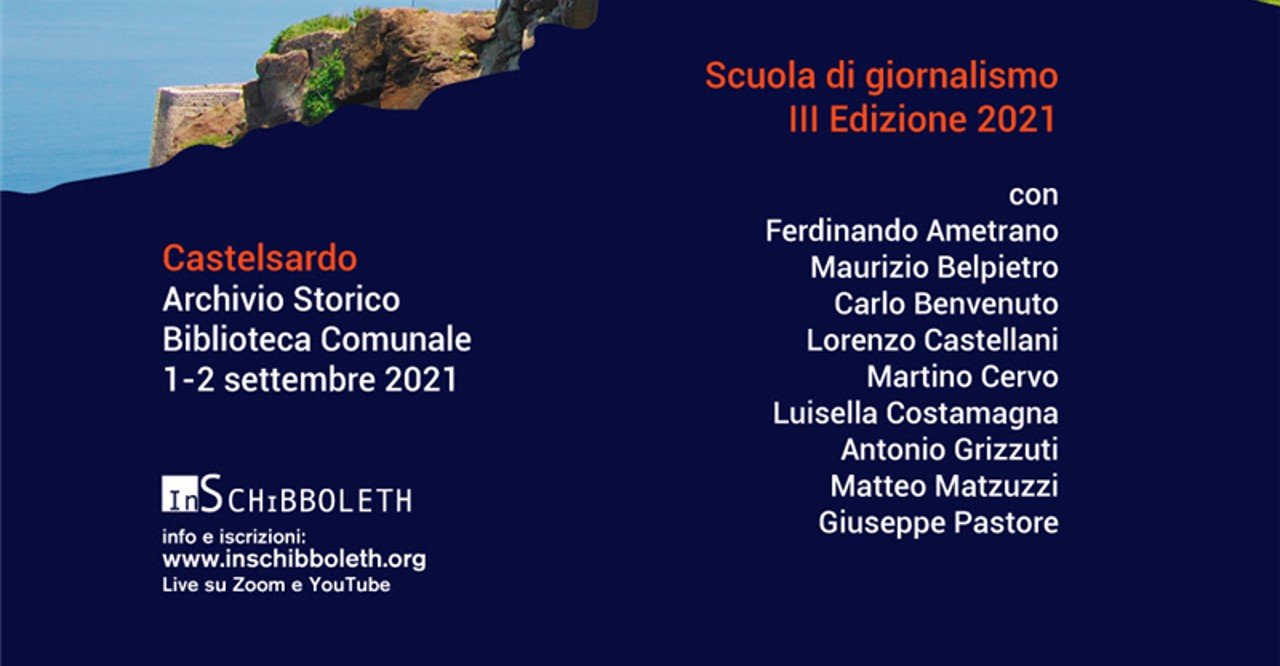 Scuola di giornalismo
III Edizione 2021
con
Ferdinando Ametrano
Maurizio Belpietro
Carlo Benvenuto
Lorenzo Castellani
Martino Cervo
Luisella Costamagna
Antonio Grizzuti
Matteo Matzuzzi
Giuseppe Pastore
Castelsardo
Archivio Storico
Biblioteca Comunale
1-2 settembre 2021
InSCHiBBOLETH
info e iscrizioni:
www.inschibboleth.org
Live su Zoom e YouTube